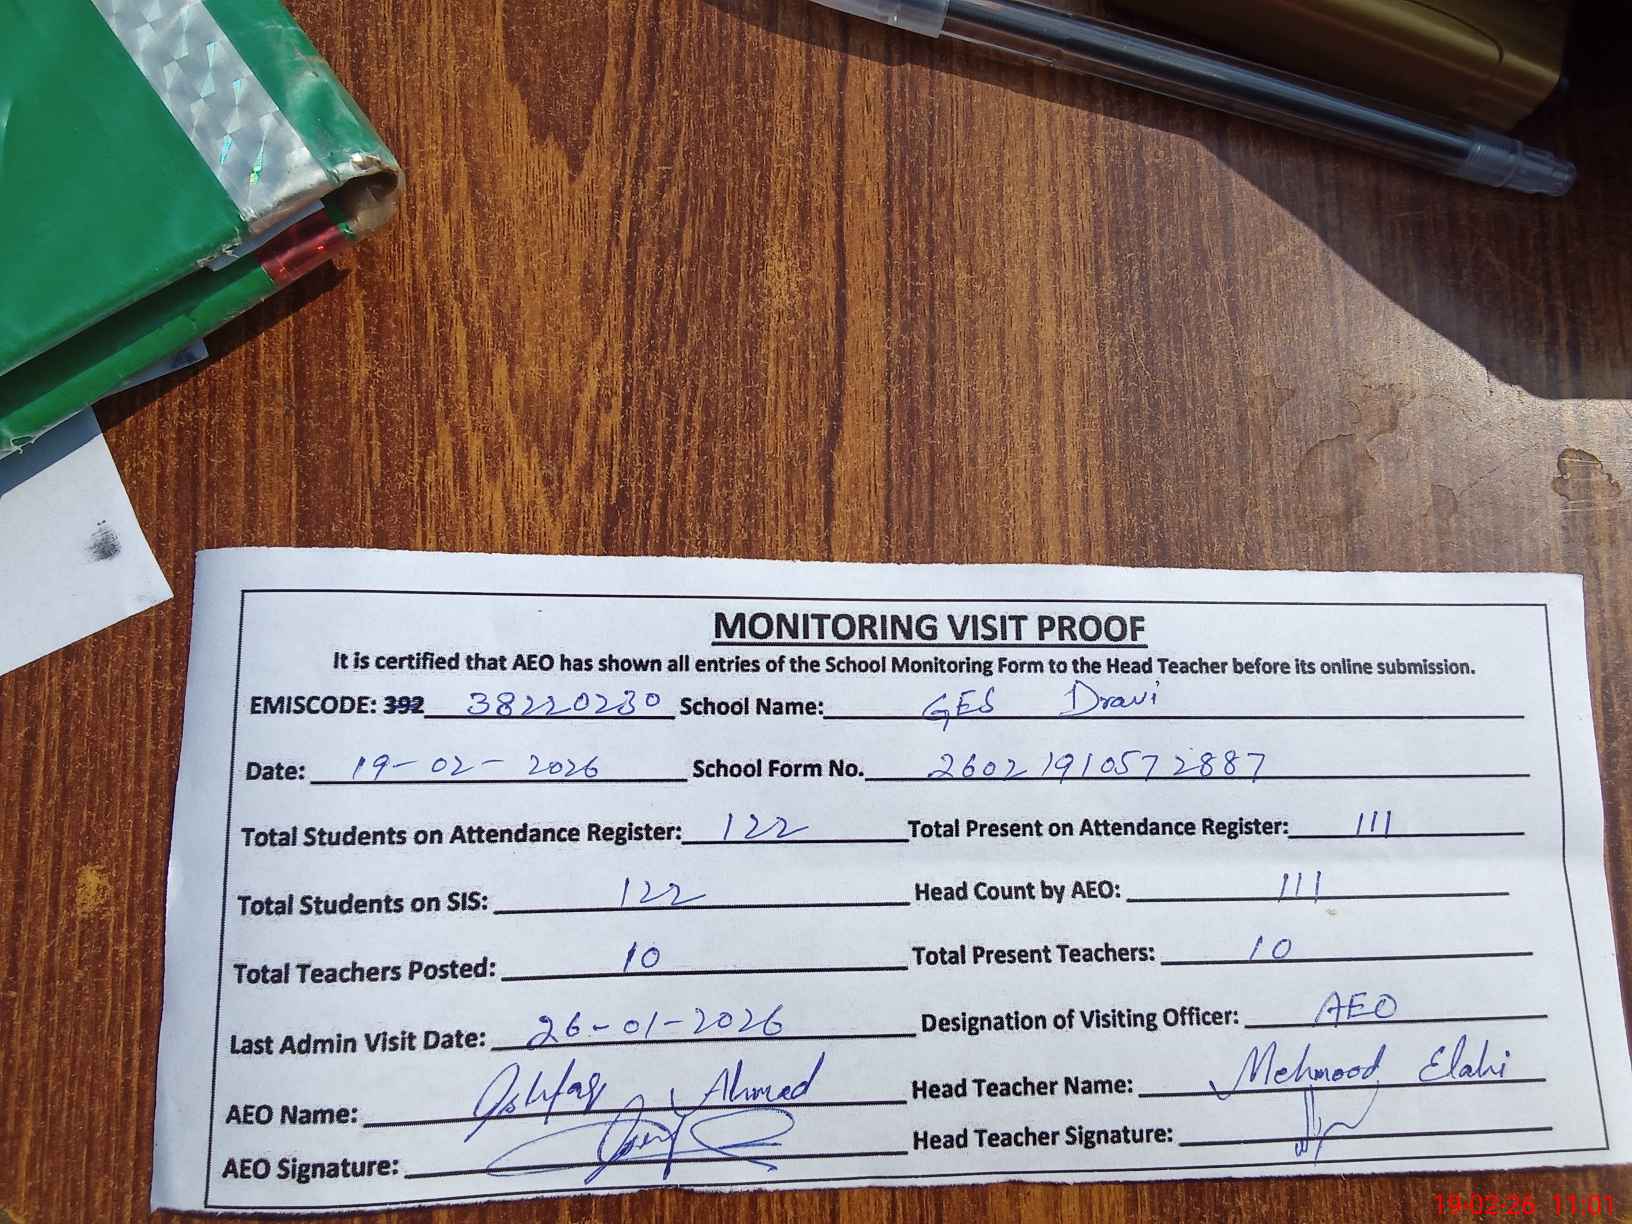 MONITORING VISIT PROOF
It is certified that AEO has shown all entries of the School Monitoring Form to the Head Teacher before its online submission.
EMISCODE: 392 38220230 School Name: GES Dravi
Date: 19-02-2026 School Form No. 2602191057 2887
Total Students on Attendance Register: 122 Total Present on Attendance Register: 111
Total Students on SIS: 122 Head Count by AEO: 111
Total Teachers Posted: 10 Total Present Teachers: 10
Last Admin Visit Date: 26-01-2026 Designation of Visiting Officer: AEO
AEO Name: Ishfaq Ahmed Head Teacher Name: Mehmood Elahi
AEO Signature: Head Teacher Signature:
19-02-26 11:01